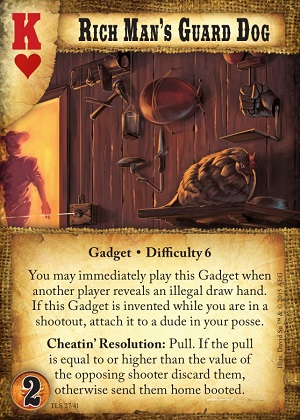 K
Rich Man's Guard Dog
Gadget • Difficulty 6
You may immediately play this Gadget when
another player reveals an illegal draw hand.
If this Gadget is invented while you are in a
shootout, attach it to a dude in your posse.
Cheatin' Resolution: Pull. If the pull
is equal to or higher than the value of
the opposing shooter discard them,
otherwise send them home booted.
2
TLS 27/41